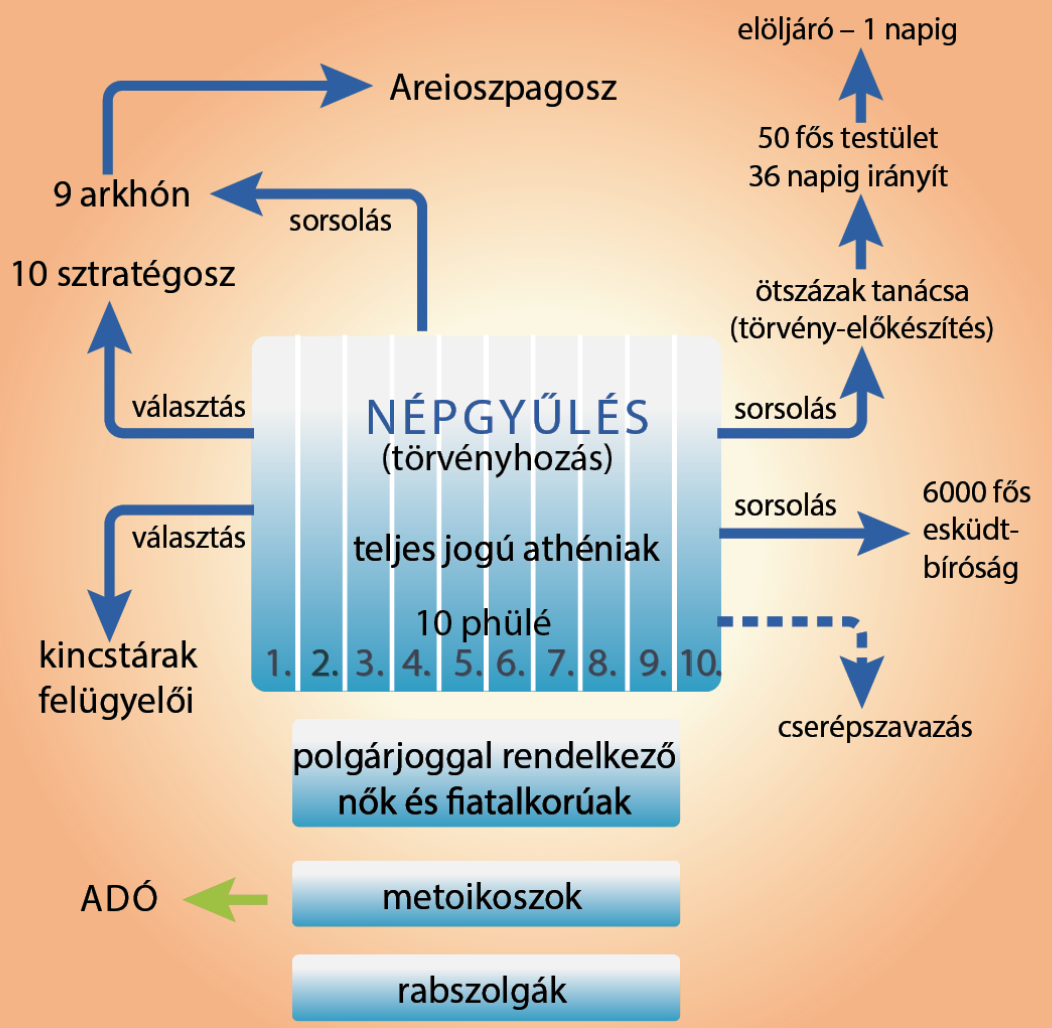 elöljáró – 1 napig
Areioszpagosz
50 fős testület
36 napig irányít
9 arkhón
sorsolás
10 sztratégosz
ötszázak tanácsa
(törvény-előkészítés)
választás
NÉPGYŰLÉS
(törvényhozás)
sorsolás
választás
teljes jogú athéniak
sorsolás
6000 fős
esküdt-
bíróság
10 phülé
1. 2. 3. 4. 5. 6. 7. 8. 9. 10.
kincstárak
felügyelői
cserépszavazás
polgárjoggal rendelkező
nők és fiatalkorúak
ADÓ
metoikoszok
rabszolgák